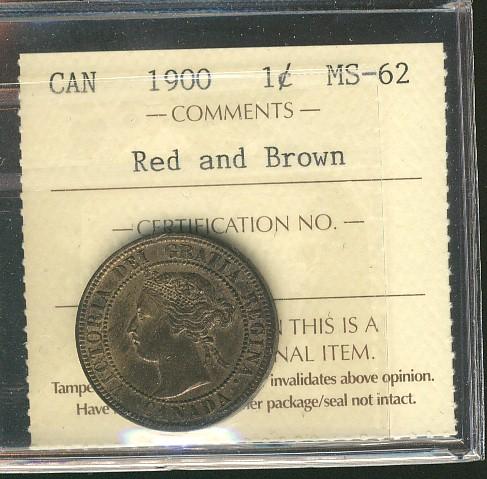 CAN 1900 1¢ MS-62
— COMMENTS —
Red and Brown
— CERTIFICATION NO. —
VICTORIA DEI GRATIA REGINA.
CANADA
THIS IS A
ITEM.
invalidates above opinion.
Have package/seal not intact.